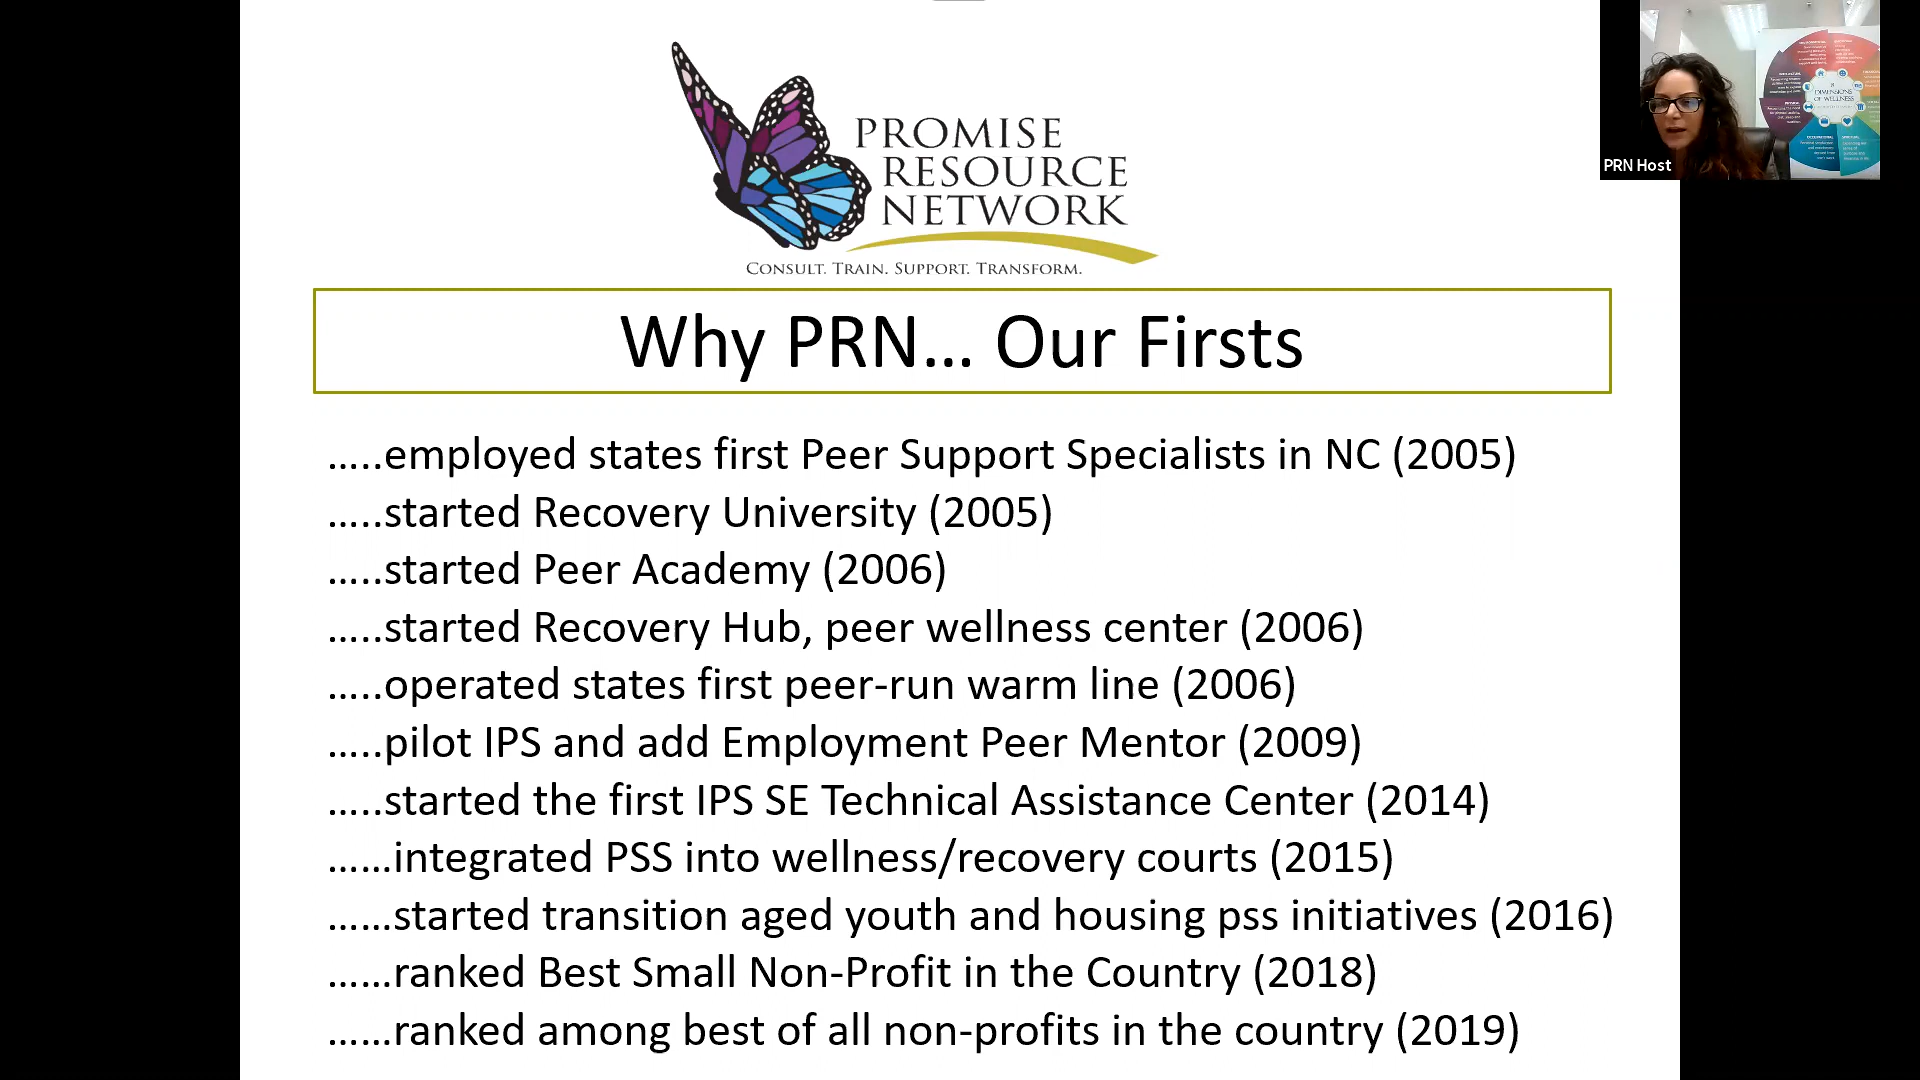 PROMISE
RESOURCE
NETWORK
CONSULT. TRAIN. SUPPORT. TRANSFORM.
Why PRN... Our Firsts
.....employed states first Peer Support Specialists in NC (2005)
.....started Recovery University (2005)
.....started Peer Academy (2006)
.....started Recovery Hub, peer wellness center (2006)
.....operated states first peer-run warm line (2006)
.....pilot IPS and add Employment Peer Mentor (2009)
.....started the first IPS SE Technical Assistance Center (2014)
......integrated PSS into wellness/recovery courts (2015)
......started transition aged youth and housing pss initiatives (2016)
......ranked Best Small Non-Profit in the Country (2018)
......ranked among best of all non-profits in the country (2019)
8
DIMENSIONS
OF WELLNESS
PRN Host